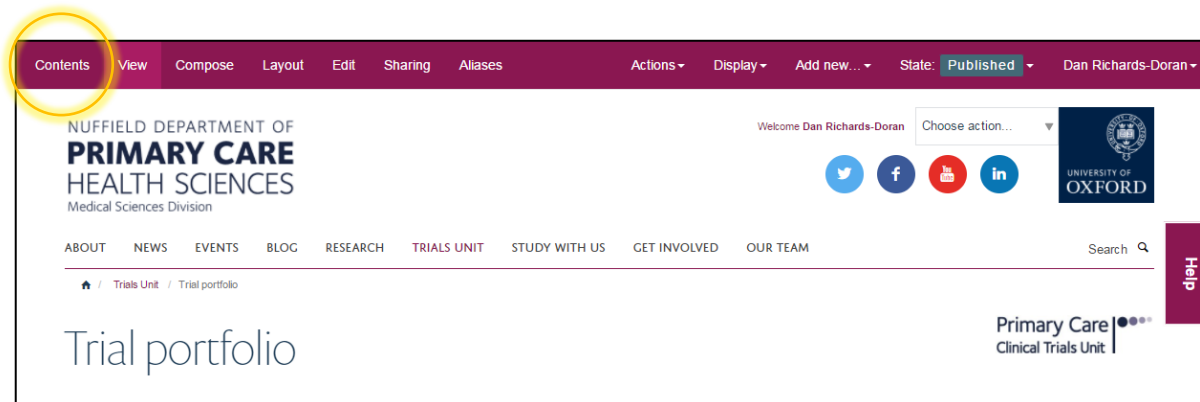 Contents View Compose Layout Edit Sharing Aliases Actions Display Add new... State: Published Dan Richards-Doran
NUFFIELD DEPARTMENT OF
PRIMARY CARE
HEALTH SCIENCES
Medical Sciences Division
Welcome Dan Richards-Doran Choose action...
You
Tube
UNIVERSITY OF
OXFORD
ABOUT NEWS EVENTS BLOG RESEARCH TRIALS UNIT STUDY WITH US GET INVOLVED OUR TEAM Search
Help
/ Trials Unit / Trial portfolio
Trial portfolio
Primary Care
Clinical Trials Unit